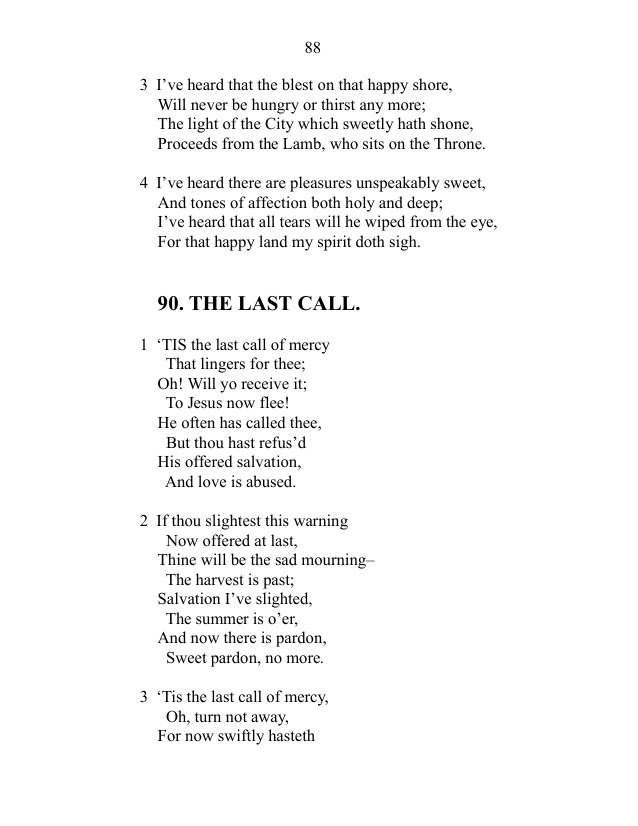 88
3 I’ve heard that the blest on that happy shore,
Will never be hungry or thirst any more;
The light of the City which sweetly hath shone,
Proceeds from the Lamb, who sits on the Throne.
4 I’ve heard there are pleasures unspeakably sweet,
And tones of affection both holy and deep;
I’ve heard that all tears will he wiped from the eye,
For that happy land my spirit doth sigh.
90. THE LAST CALL.
1 ‘TIS the last call of mercy
That lingers for thee;
Oh! Will yo receive it;
To Jesus now flee!
He often has called thee,
But thou hast refus’d
His offered salvation,
And love is abused.
2 If thou slightest this warning
Now offered at last,
Thine will be the sad mourning–
The harvest is past;
Salvation I’ve slighted,
The summer is o’er,
And now there is pardon,
Sweet pardon, no more.
3 ‘Tis the last call of mercy,
Oh, turn not away,
For now swiftly hasteth